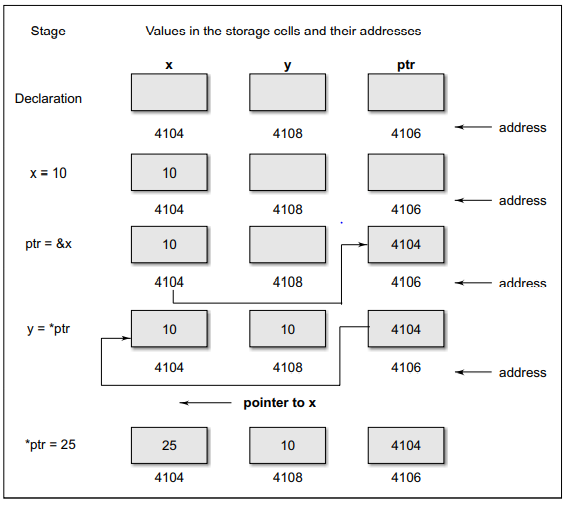 Stage Values in the storage cells and their addresses
x y ptr
Declaration
4104 4108 4106 address
x = 10 10
4104 4108 4106 address
ptr = &x 10 4104
4104 4108 4106 address
y = *ptr 10 10 4104
4104 4108 4106 address
pointer to x
*ptr = 25 25 10 4104
4104 4108 4106